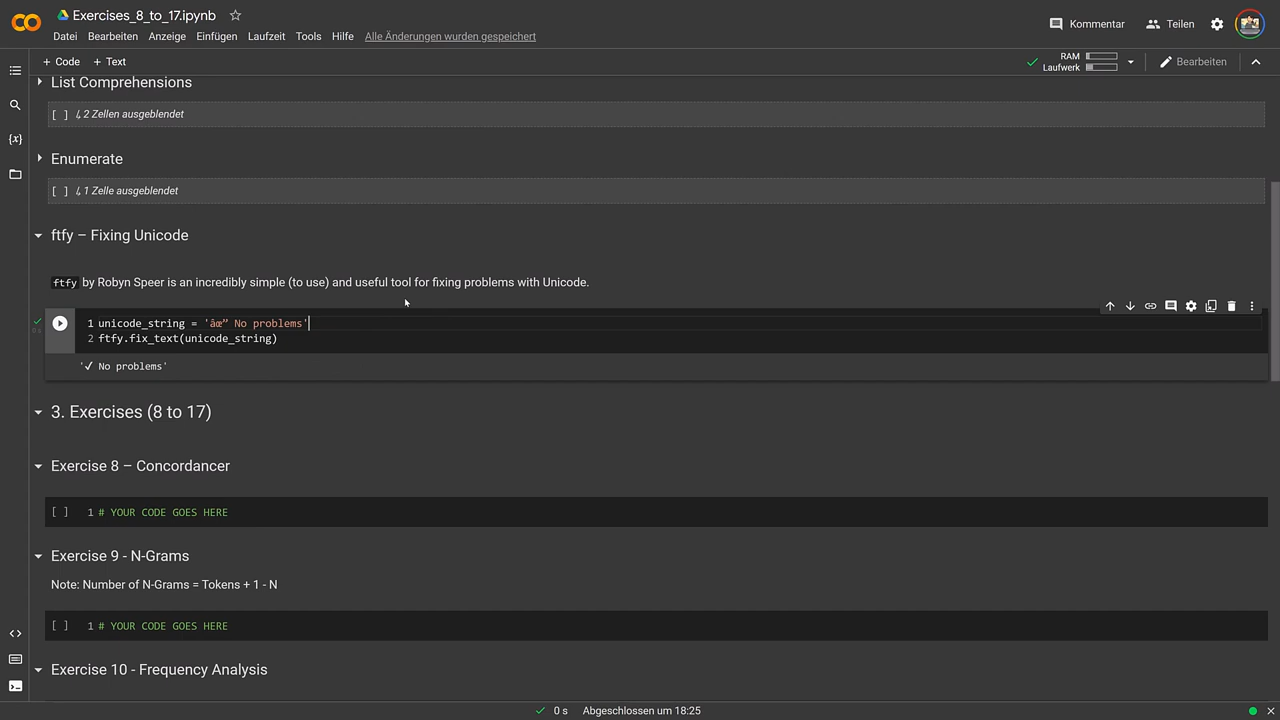 Exercises_8_to_17.ipynb
Datei Bearbeiten Anzeige Einfügen Laufzeit Tools Hilfe Alle Änderungen wurden gespeichert
Kommentar Teilen
+ Code + Text
RAM
Laufwerk
Bearbeiten
List Comprehensions
[ ] ↳ 2 Zellen ausgeblendet
Enumerate
[ ] ↳ 1 Zelle ausgeblendet
ftfy – Fixing Unicode
ftfy by Robyn Speer is an incredibly simple (to use) and useful tool for fixing problems with Unicode.
1 unicode_string = 'âœ” No problems'
2 ftfy.fix_text(unicode_string)
'✔ No problems'
3. Exercises (8 to 17)
Exercise 8 – Concordancer
[ ] 1 # YOUR CODE GOES HERE
Exercise 9 - N-Grams
Note: Number of N-Grams = Tokens + 1 - N
[ ] 1 # YOUR CODE GOES HERE
Exercise 10 - Frequency Analysis
0 s Abgeschlossen um 18:25